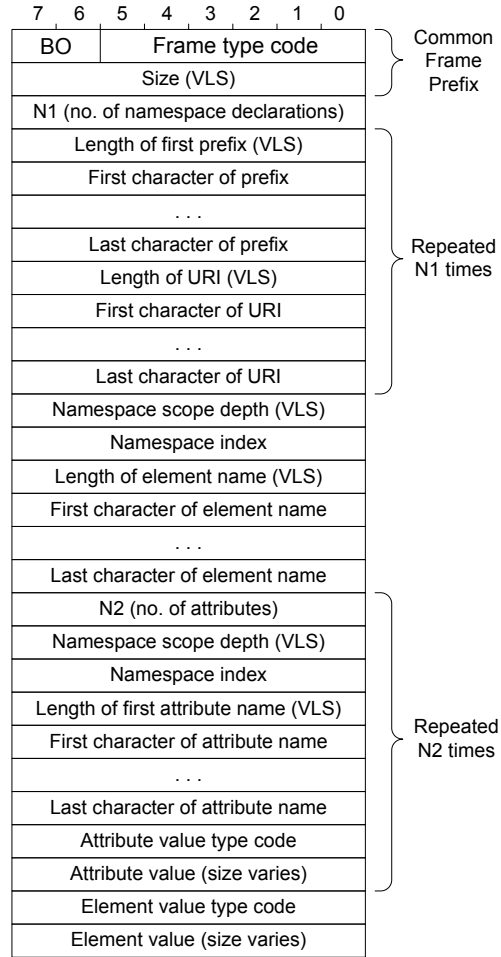 7 6 5 4 3 2 1 0
BO Frame type code
Size (VLS)
Common
Frame
Prefix
N1 (no. of namespace declarations)
Length of first prefix (VLS)
First character of prefix
. . .
Last character of prefix
Length of URI (VLS)
First character of URI
. . .
Last character of URI
Repeated
N1 times
Namespace scope depth (VLS)
Namespace index
Length of element name (VLS)
First character of element name
. . .
Last character of element name
N2 (no. of attributes)
Namespace scope depth (VLS)
Namespace index
Length of first attribute name (VLS)
First character of attribute name
. . .
Last character of attribute name
Attribute value type code
Attribute value (size varies)
Repeated
N2 times
Element value type code
Element value (size varies)